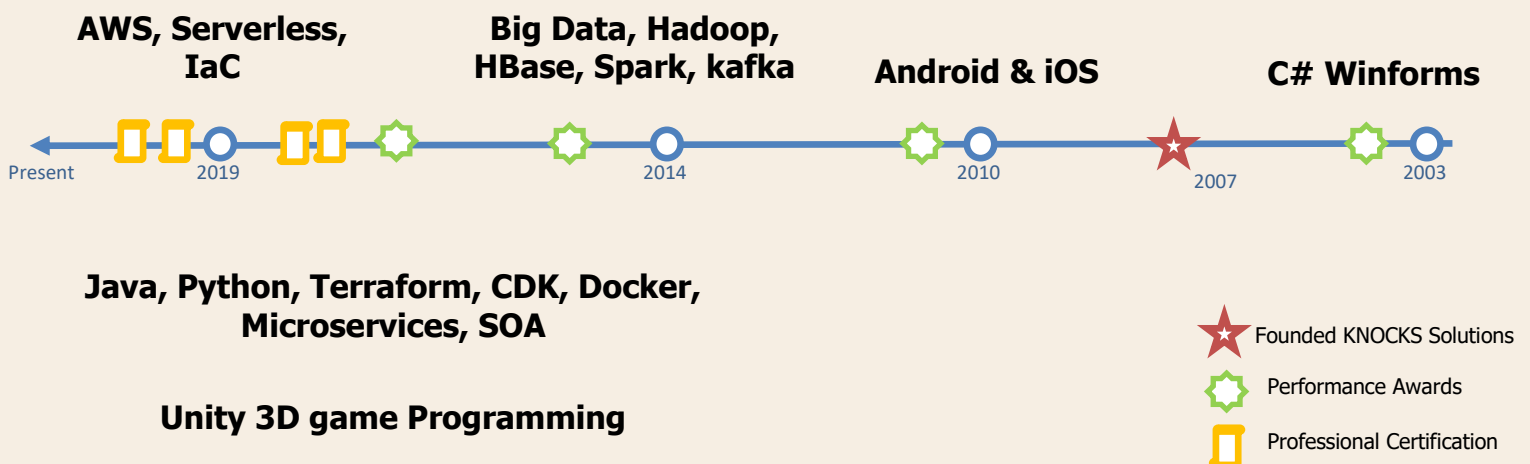 AWS, Serverless,
IaC
Big Data, Hadoop,
HBase, Spark, kafka
Android & iOS
C# Winforms
Present
2019
2014
2010
2007
2003
Java, Python, Terraform, CDK, Docker,
Microservices, SOA
Unity 3D game Programming
Founded KNOCKS Solutions
Performance Awards
Professional Certification